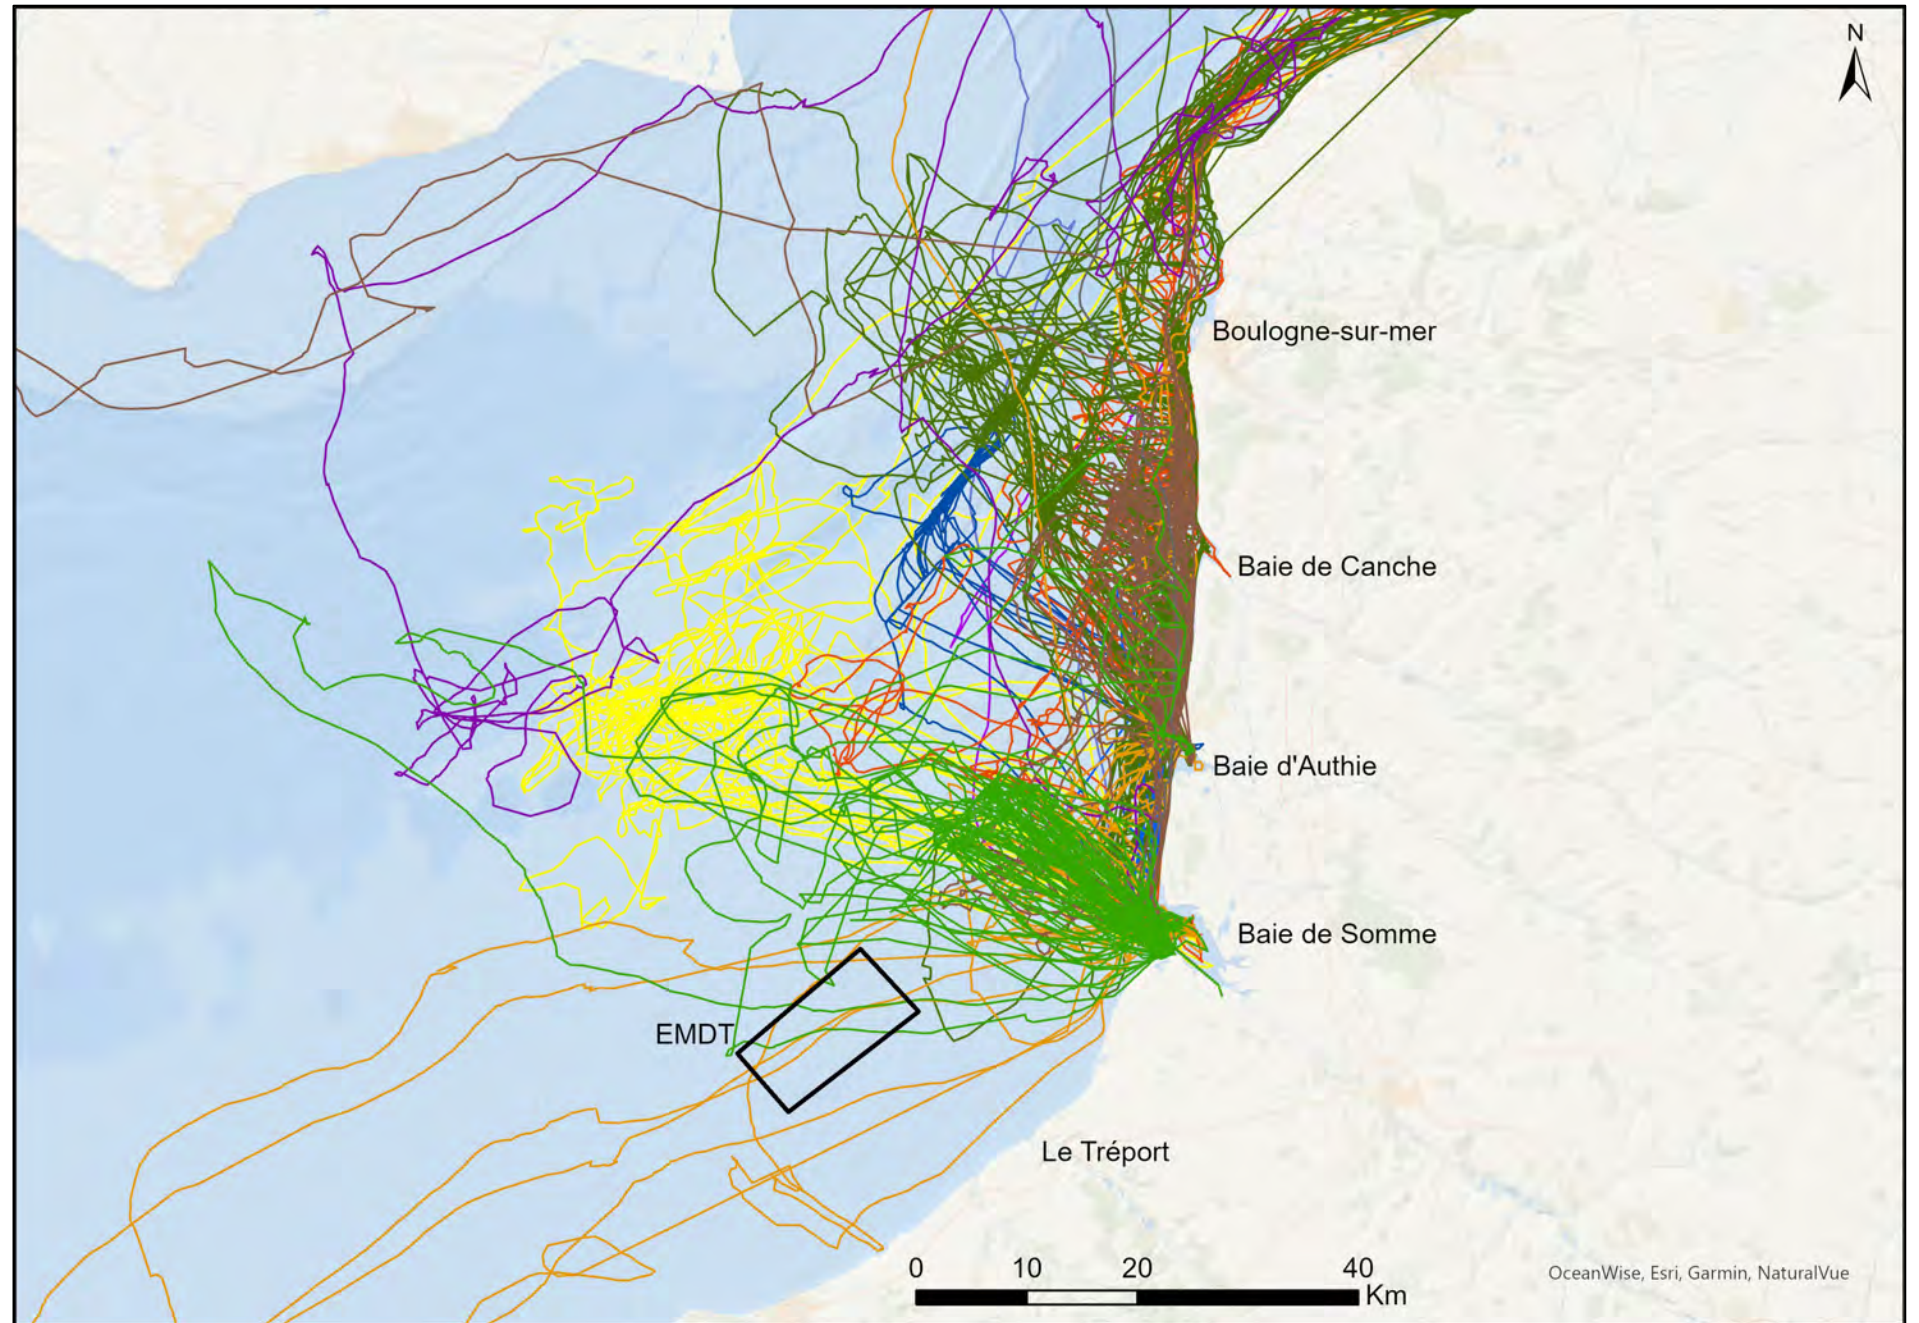 N
Boulogne-sur-mer
Baie de Canche
Baie d'Authie
Baie de Somme
EMDT
Le Tréport
0 10 20 40
Km
OceanWise, Esri, Garmin, NaturalVue